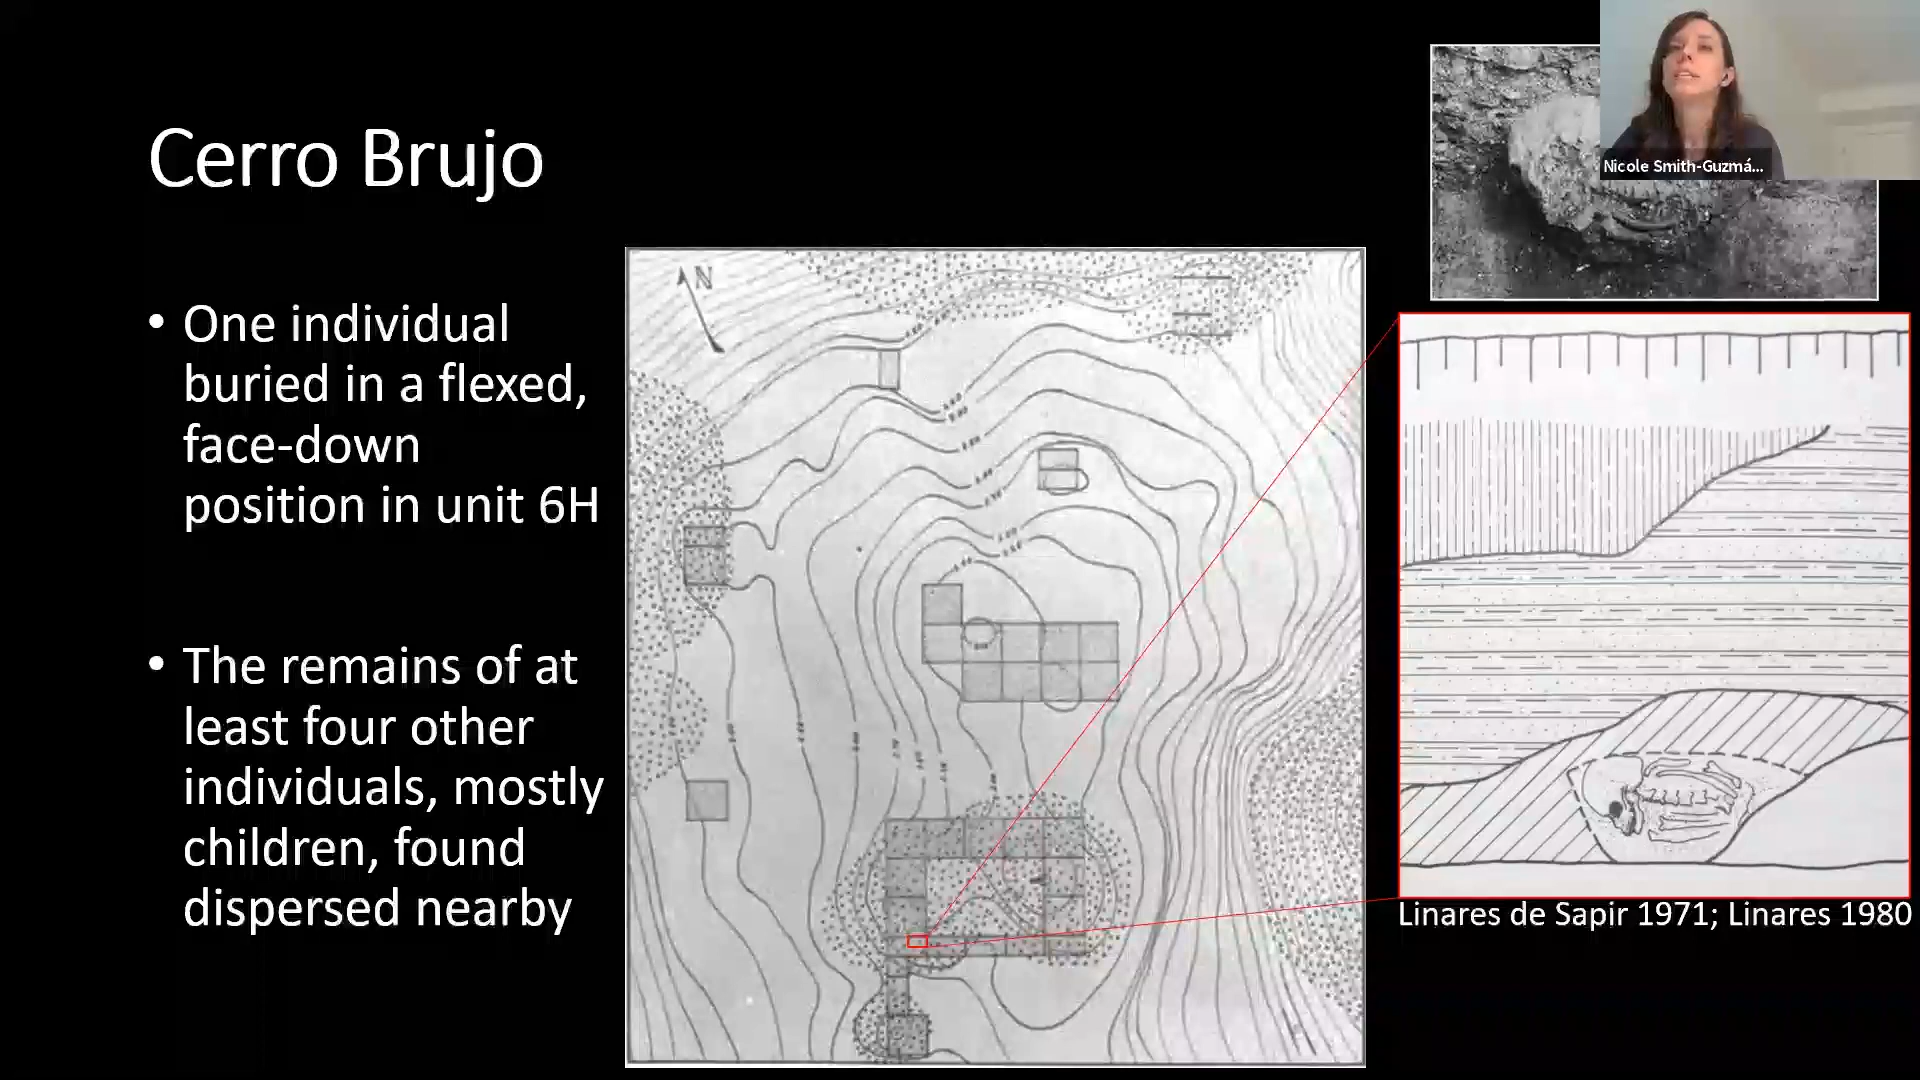 Cerro Brujo
• One individual
buried in a flexed,
face-down
position in unit 6H
• The remains of at
least four other
individuals, mostly
children, found
dispersed nearby
N
Nicole Smith-Guzmá...
Linares de Sapir 1971; Linares 1980